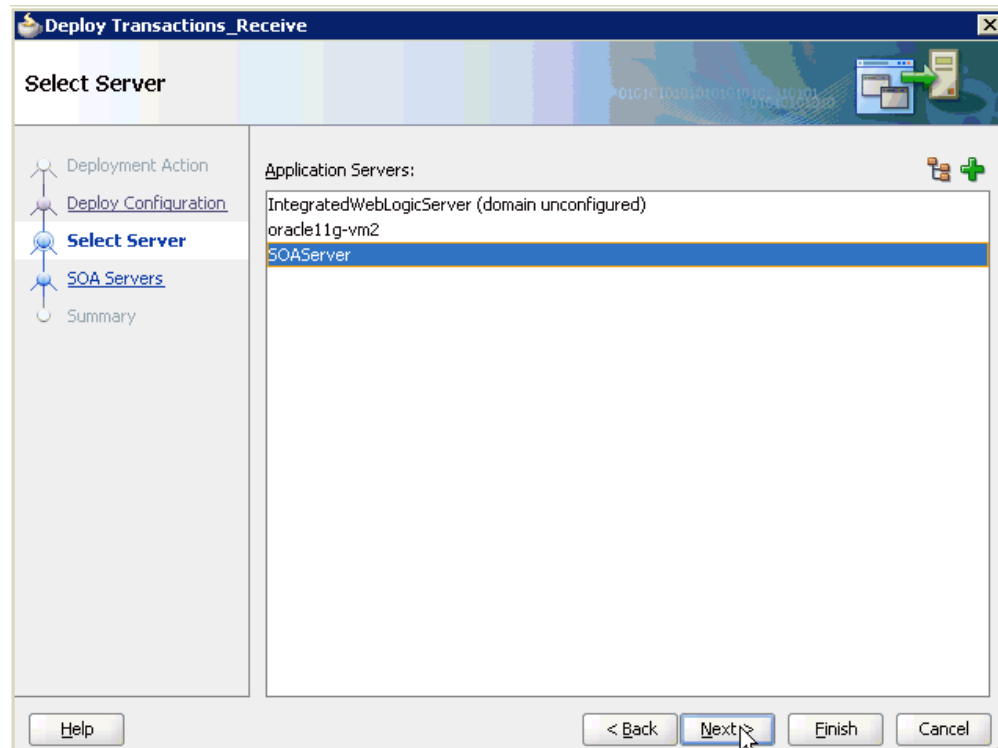 Deploy Transactions_Receive
Select Server
Deployment Action
Deploy Configuration
Select Server
SOA Servers
Summary
Application Servers:
IntegratedWebLogicServer (domain unconfigured)
oracle11g-vm2
SOAServer
Help
< Back
Next >
Finish
Cancel